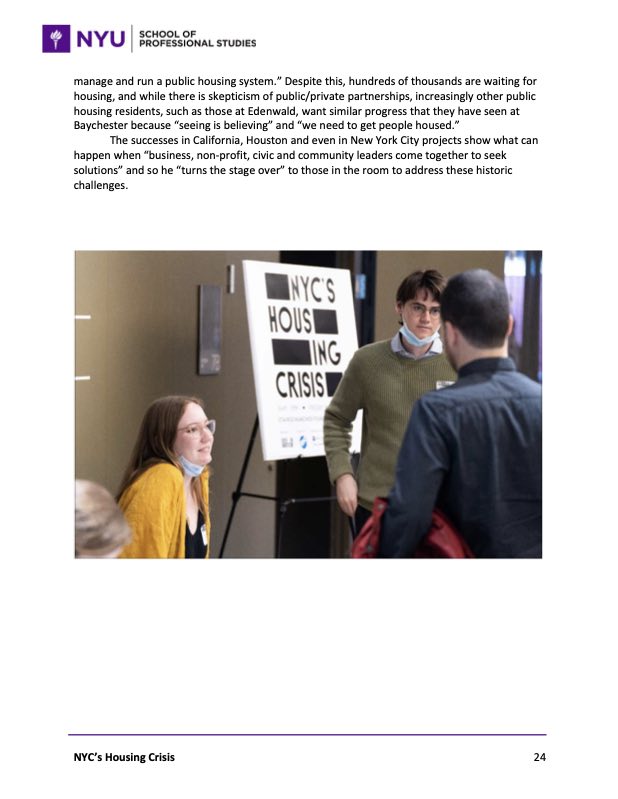 NYU
SCHOOL OF
PROFESSIONAL STUDIES
manage and run a public housing system.” Despite this, hundreds of thousands are waiting for
housing, and while there is skepticism of public/private partnerships, increasingly other public
housing residents, such as those at Edenwald, want similar progress that they have seen at
Baychester because “seeing is believing” and “we need to get people housed.”
The successes in California, Houston and even in New York City projects show what can
happen when “business, non-profit, civic and community leaders come together to seek
solutions” and so he “turns the stage over” to those in the room to address these historic
challenges.
NYC’S
HOUS
ING
CRISIS
NYC’s Housing Crisis
24